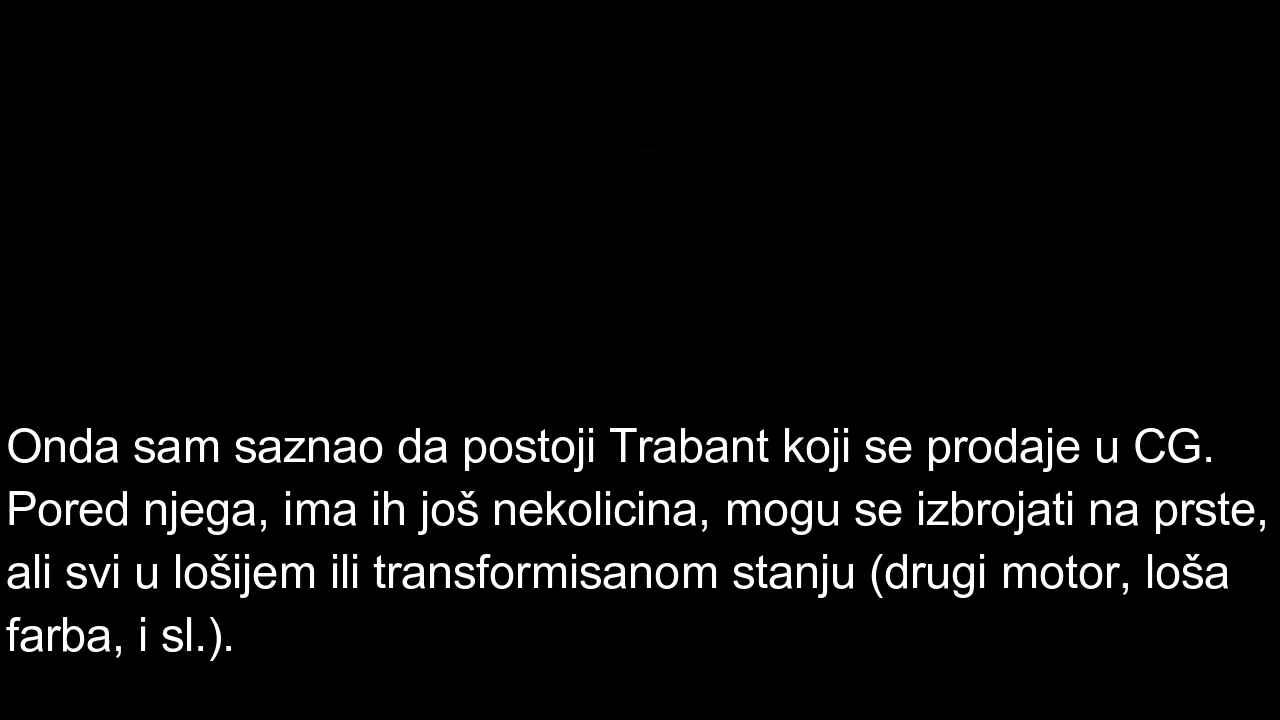 Onda sam saznao da postoji Trabant koji se prodaje u CG.
Pored njega, ima ih još nekolicina, mogu se izbrojati na prste,
ali svi u lošijem ili transformisanom stanju (drugi motor, loša
farba, i sl.).